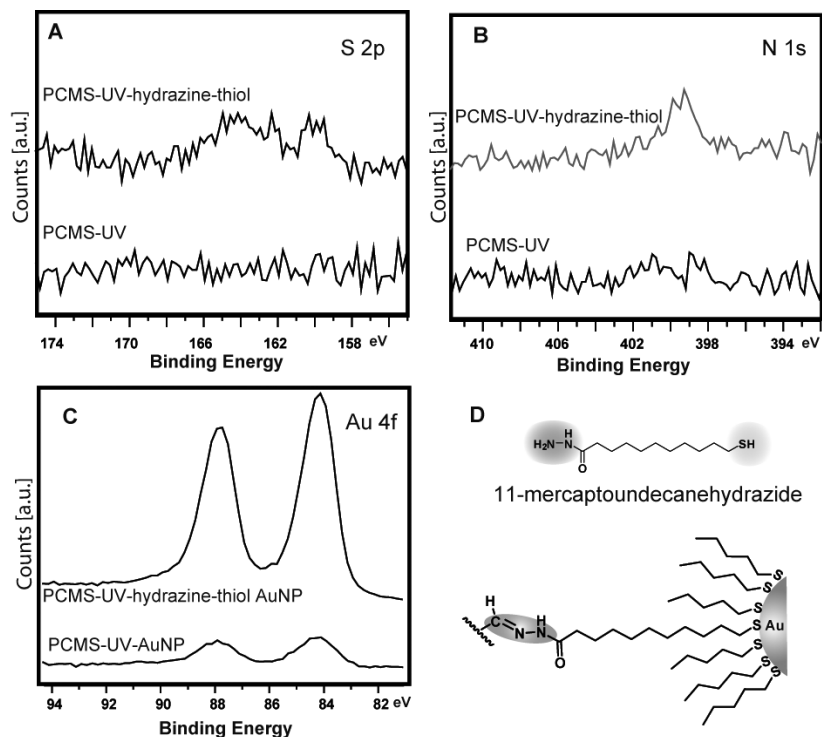 A
S 2p
PCMS-UV-hydrazine-thiol
PCMS-UV
Counts [a.u.]
174 170 166 162 158 eV
Binding Energy
B
N 1s
PCMS-UV-hydrazine-thiol
PCMS-UV
Counts [a.u.]
410 406 402 398 394 eV
Binding Energy
C
Au 4f
PCMS-UV-hydrazine-thiol AuNP
PCMS-UV-AuNP
Counts [a.u.]
94 92 90 88 86 84 82 eV
Binding Energy
D
H
H₂N N SH
O
11-mercaptoundecanehydrazide
S
S
S
H H
C N NH S Au
O
S
S
S